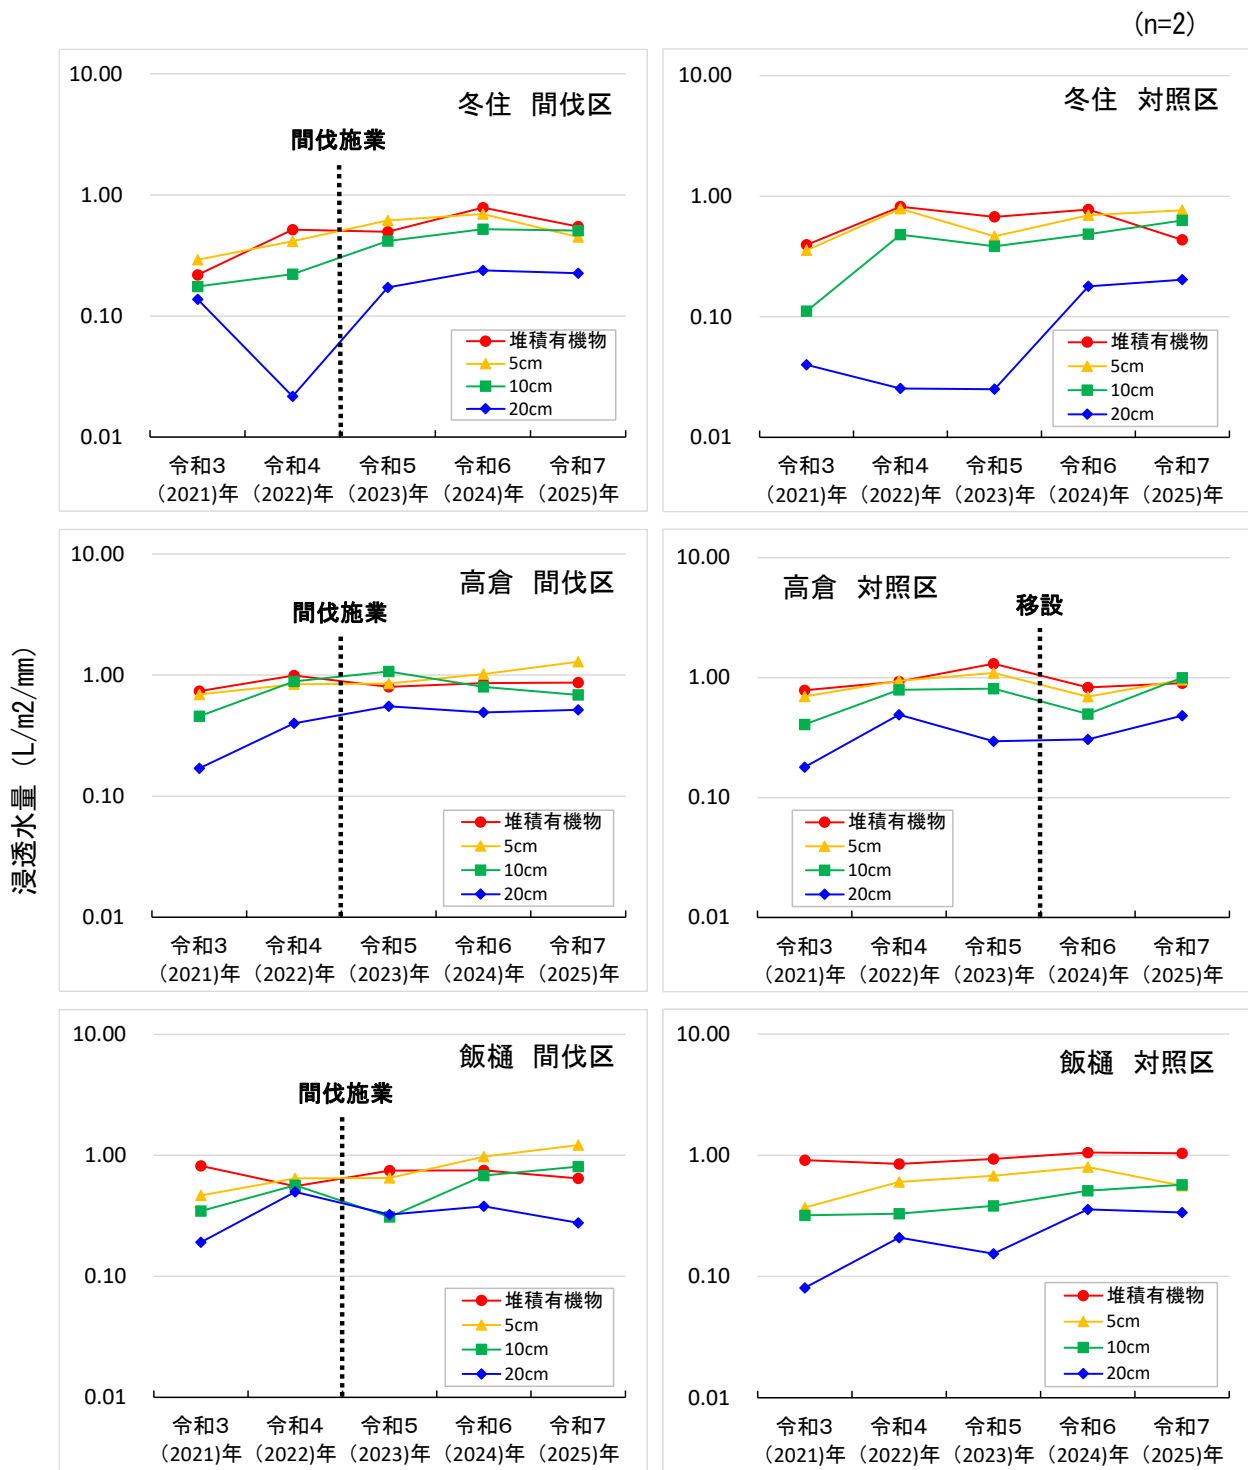 (n=2)
冬住　間伐区
間伐施業
10.00
1.00
0.10
0.01
堆積有機物
5cm
10cm
20cm
令和3 令和4 令和5 令和6 令和7
(2021)年 (2022)年 (2023)年 (2024)年 (2025)年
冬住　対照区
10.00
1.00
0.10
0.01
堆積有機物
5cm
10cm
20cm
令和3 令和4 令和5 令和6 令和7
(2021)年 (2022)年 (2023)年 (2024)年 (2025)年
浸透水量 (L/m2/mm)
高倉　間伐区
間伐施業
10.00
1.00
0.10
0.01
堆積有機物
5cm
10cm
20cm
令和3 令和4 令和5 令和6 令和7
(2021)年 (2022)年 (2023)年 (2024)年 (2025)年
高倉　対照区
移設
10.00
1.00
0.10
0.01
堆積有機物
5cm
10cm
20cm
令和3 令和4 令和5 令和6 令和7
(2021)年 (2022)年 (2023)年 (2024)年 (2025)年
飯樋　間伐区
間伐施業
10.00
1.00
0.10
0.01
堆積有機物
5cm
10cm
20cm
令和3 令和4 令和5 令和6 令和7
(2021)年 (2022)年 (2023)年 (2024)年 (2025)年
飯樋　対照区
10.00
1.00
0.10
0.01
堆積有機物
5cm
10cm
20cm
令和3 令和4 令和5 令和6 令和7
(2021)年 (2022)年 (2023)年 (2024)年 (2025)年